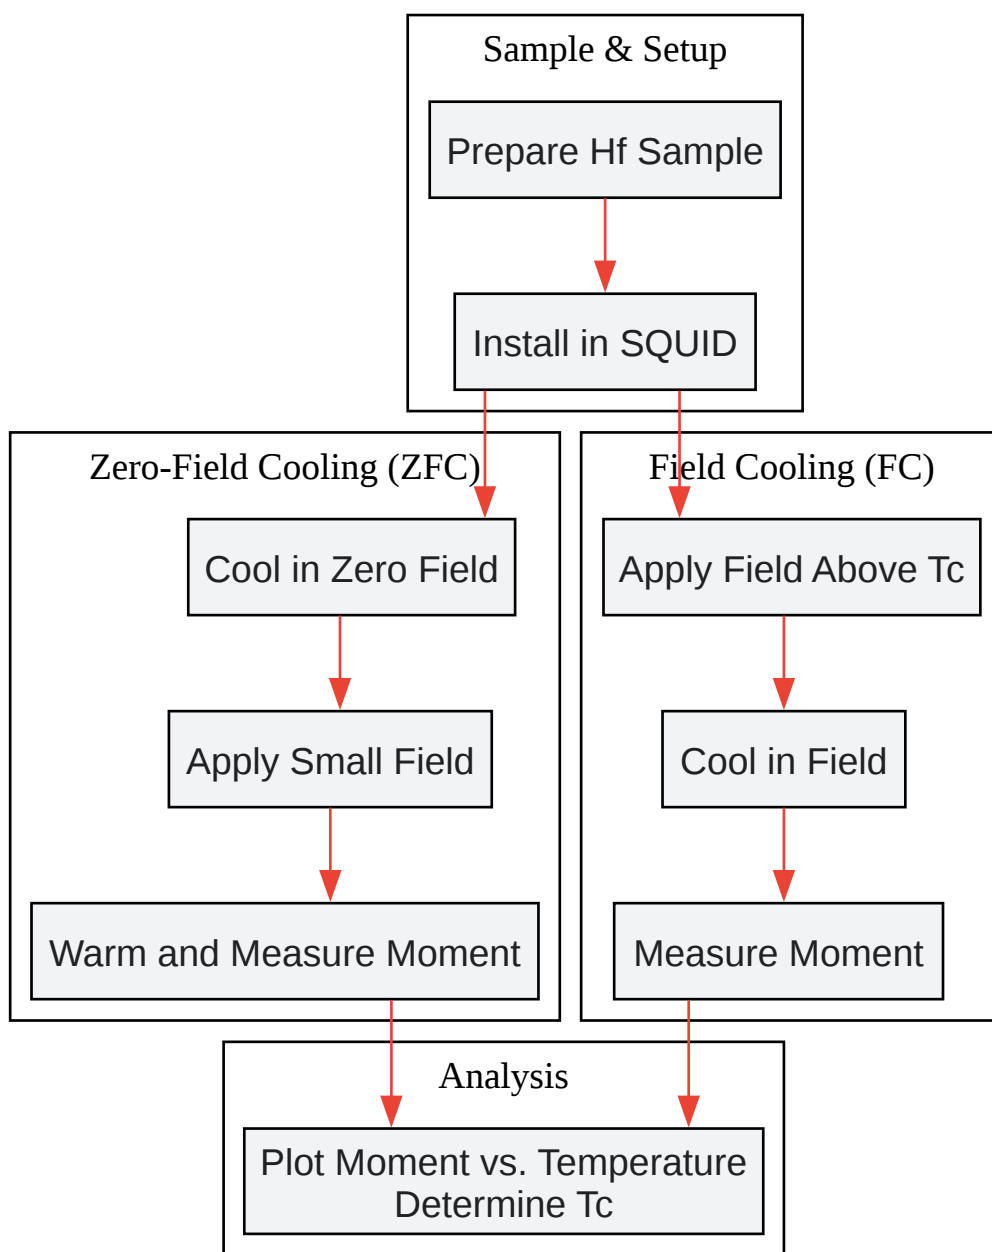 Sample & Setup
Prepare Hf Sample
Install in SQUID
Zero-Field Cooling (ZFC)
Cool in Zero Field
Apply Small Field
Warm and Measure Moment
Field Cooling (FC)
Apply Field Above Tc
Cool in Field
Measure Moment
Analysis
Plot Moment vs. Temperature
Determine Tc